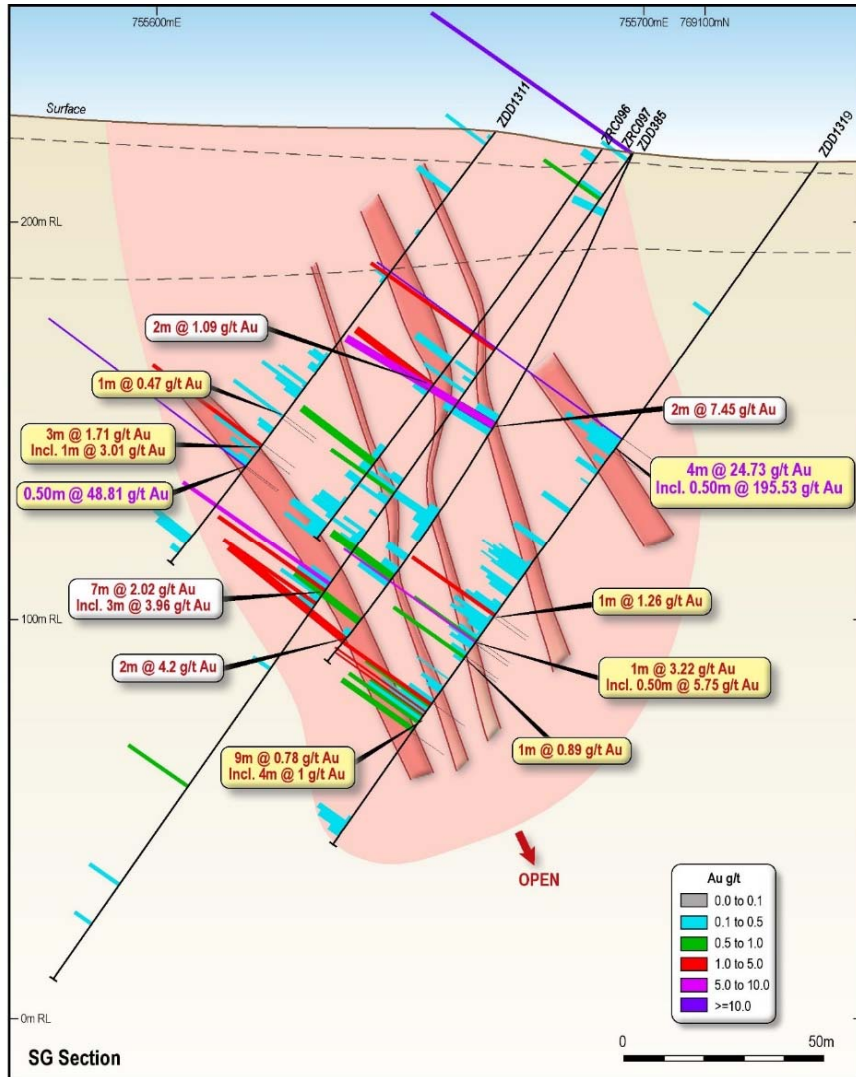 755600mE
755700mE
769100mN
Surface
ZDD1311
ZRC096
ZRC097
ZDD385
ZDD1319
200m RL
2m @ 1.09 g/t Au
1m @ 0.47 g/t Au
3m @ 1.71 g/t Au
Incl. 1m @ 3.01 g/t Au
0.50m @ 48.81 g/t Au
2m @ 7.45 g/t Au
4m @ 24.73 g/t Au
Incl. 0.50m @ 195.53 g/t Au
7m @ 2.02 g/t Au
Incl. 3m @ 3.96 g/t Au
100m RL
1m @ 1.26 g/t Au
2m @ 4.2 g/t Au
1m @ 3.22 g/t Au
Incl. 0.50m @ 5.75 g/t Au
9m @ 0.78 g/t Au
Incl. 4m @ 1 g/t Au
1m @ 0.89 g/t Au
OPEN
Au g/t
0.0 to 0.1
0.1 to 0.5
0.5 to 1.0
1.0 to 5.0
5.0 to 10.0
>=10.0
0m RL
SG Section
0
50m